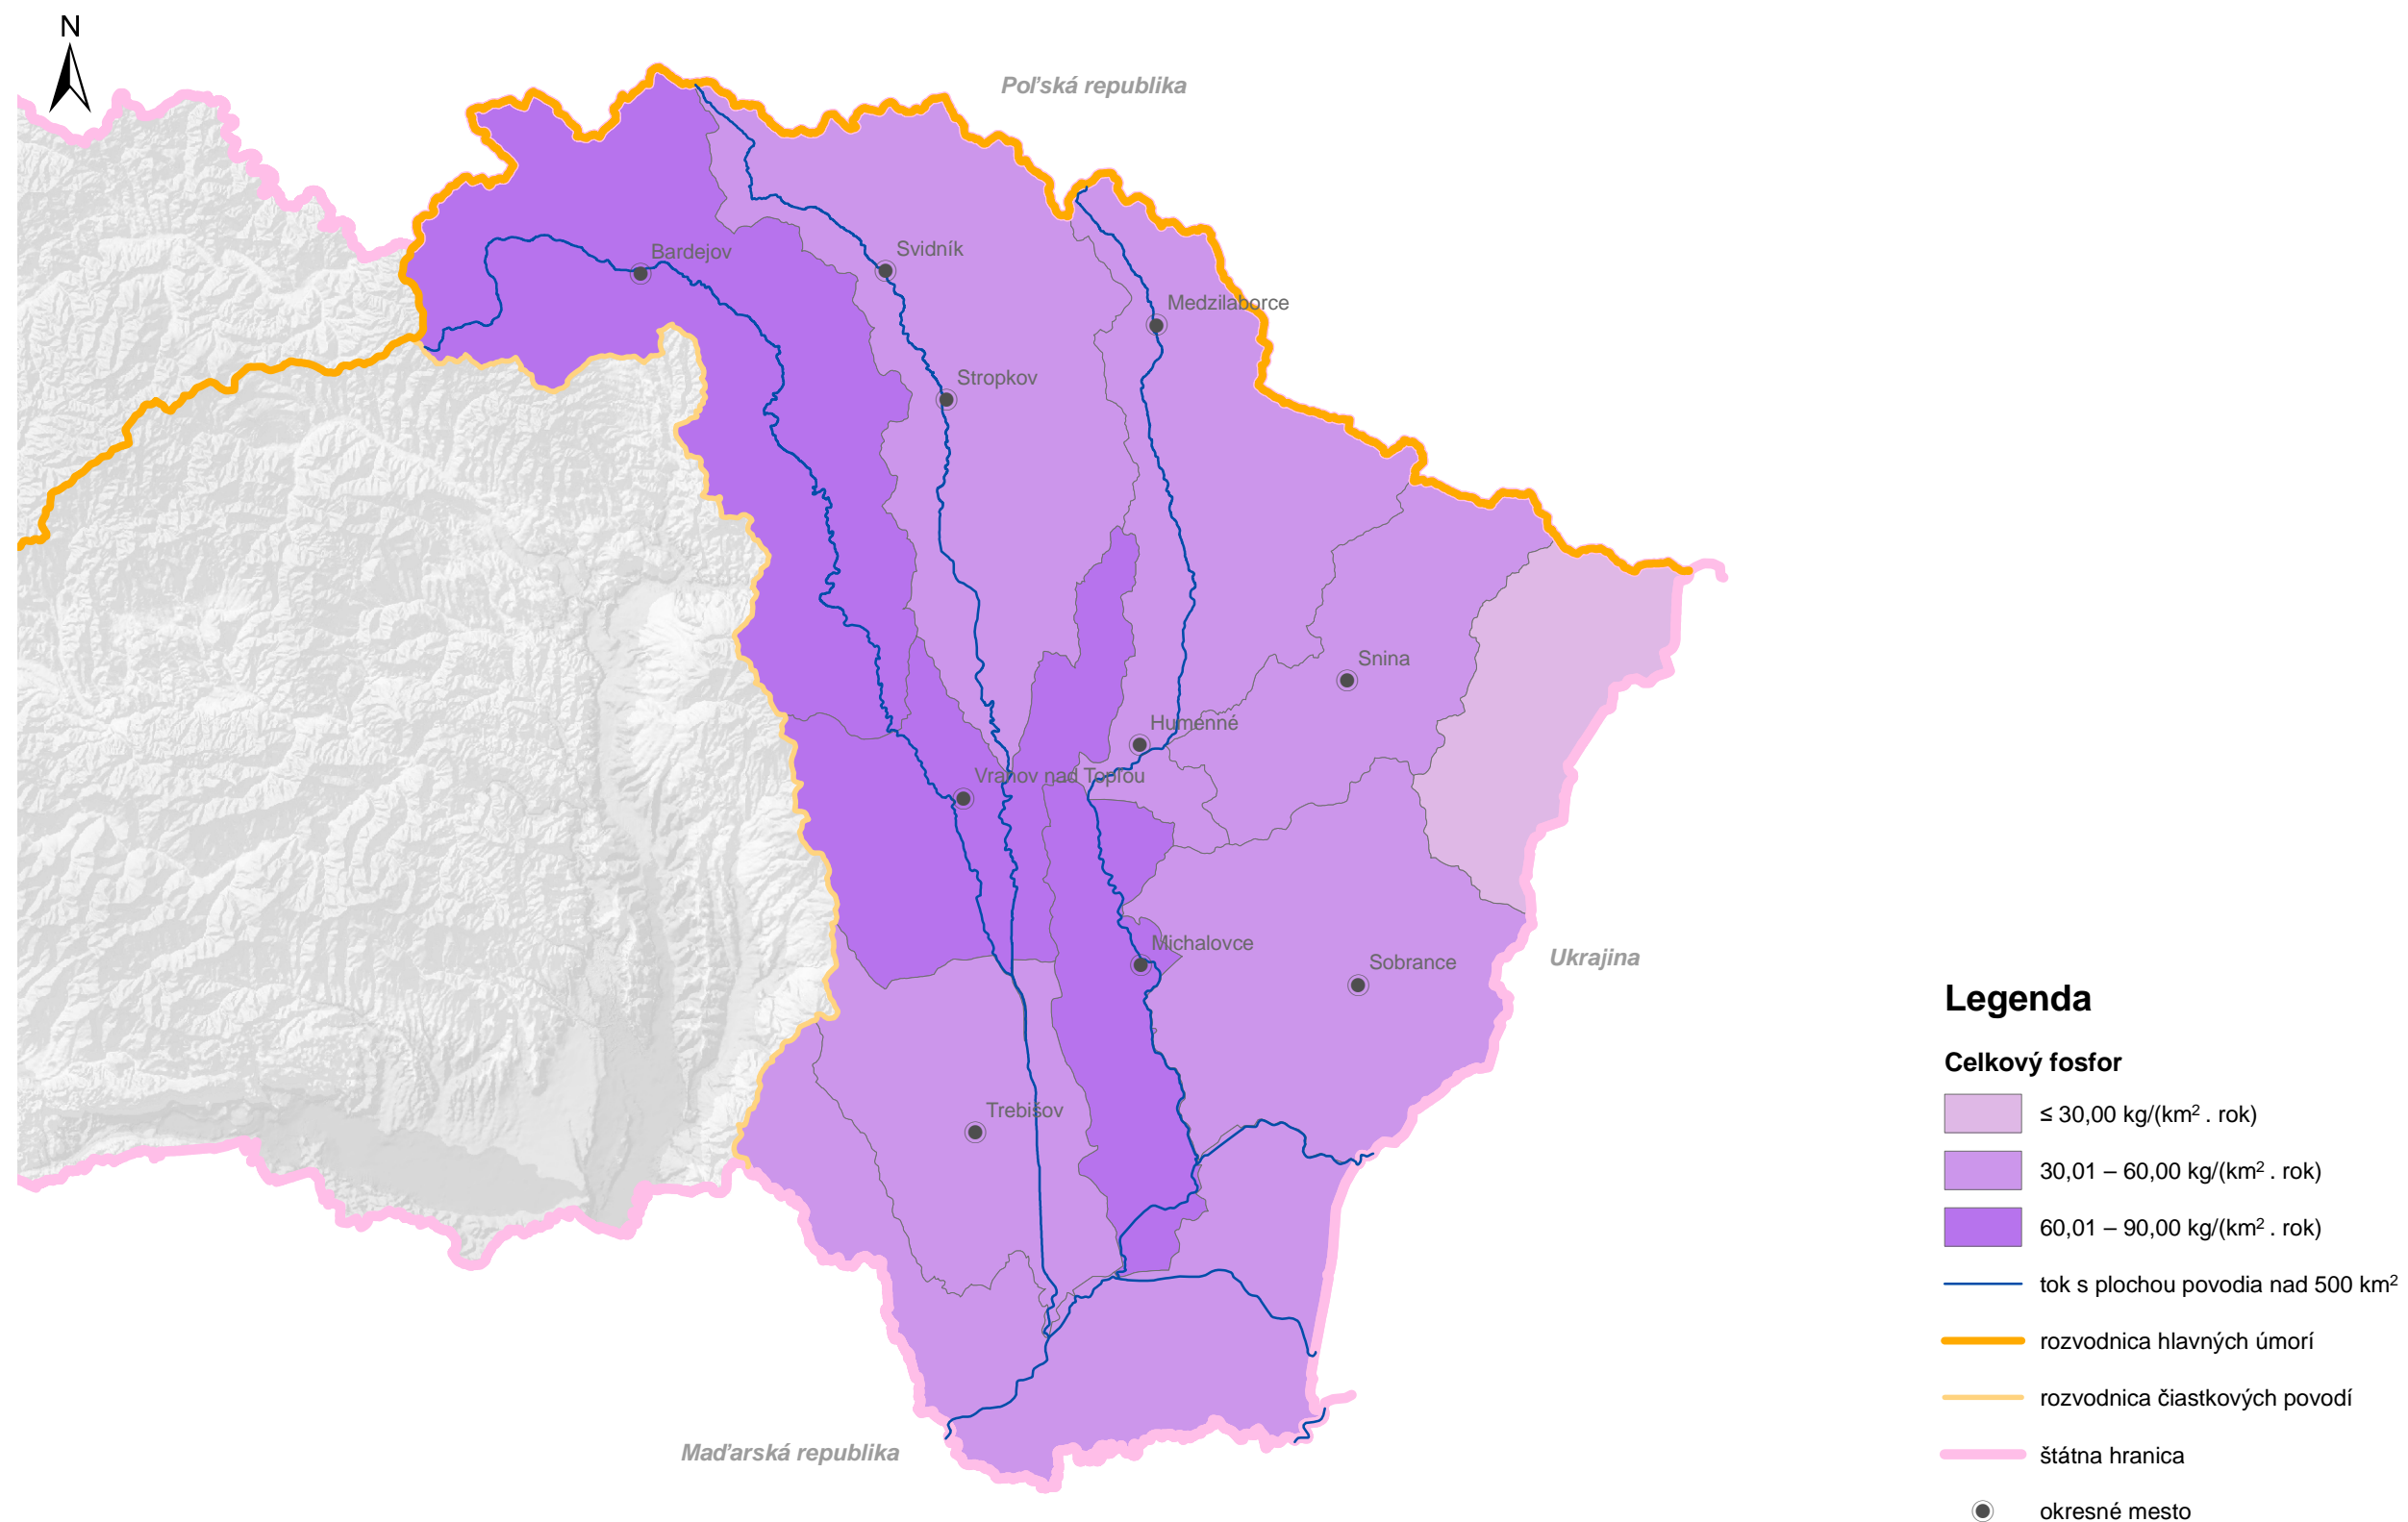 N
Poľská republika
Bardejov
Svidník
Medzilaborce
Stropkov
Snina
Humenné
Vranov nad Topľou
Michalovce
Sobrance
Ukrajina
Trebišov
Maďarská republika
Legenda
Celkový fosfor
≤ 30,00 kg/(km² . rok)
30,01 – 60,00 kg/(km² . rok)
60,01 – 90,00 kg/(km² . rok)
tok s plochou povodia nad 500 km²
rozvodnica hlavných úmorí
rozvodnica čiastkových povodí
štátna hranica
okresné mesto